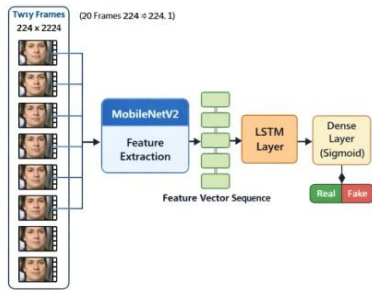 Twıy Frames
224 x 2224
(20 Frames 224 ÷ 224. 1)
MobileNetV2
Feature
Extraction
Feature Vector Sequence
LSTM
Layer
Dense
Layer
(Sigmoid)
Real
Fake